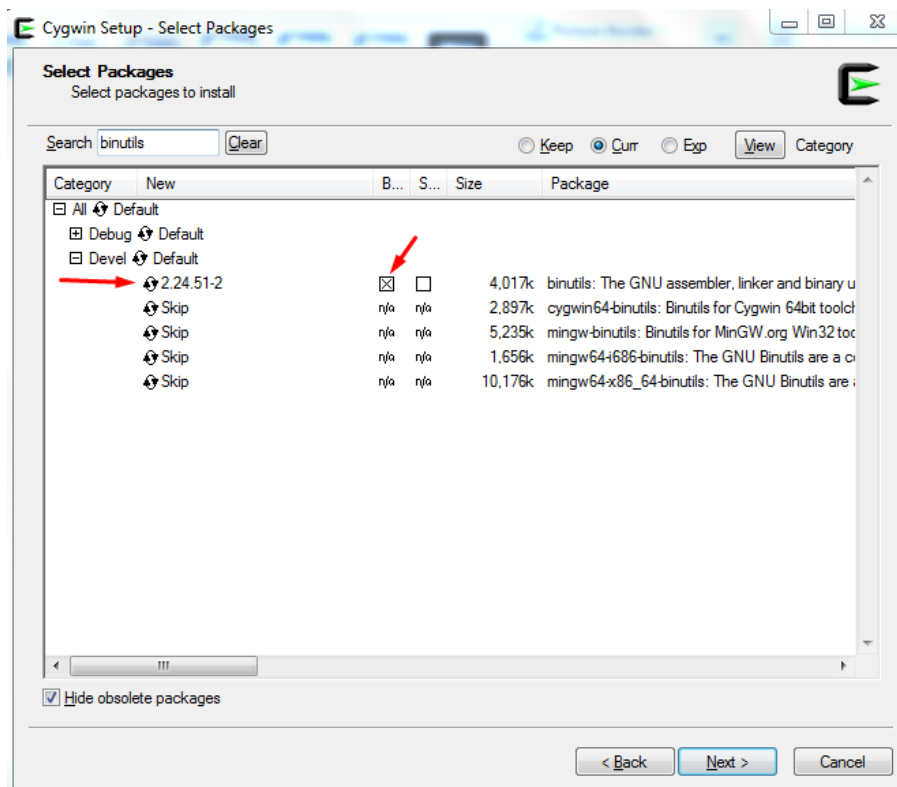 Cygwin Setup - Select Packages
Select Packages
Select packages to install
Search binutils Clear Keep Curr Exp View Category
Category New B... S... Size Package
All Default
Debug Default
Devel Default
2.24.51-2 4,017k binutils: The GNU assembler, linker and binary u
Skip n/a n/a 2,897k cygwin64-binutils: Binutils for Cygwin 64bit toolch
Skip n/a n/a 5,235k mingw-binutils: Binutils for MinGW.org Win32 too
Skip n/a n/a 1,656k mingw64-i686-binutils: The GNU Binutils are a c
Skip n/a n/a 10,176k mingw64-x86_64-binutils: The GNU Binutils are
Hide obsolete packages
< Back Next > Cancel